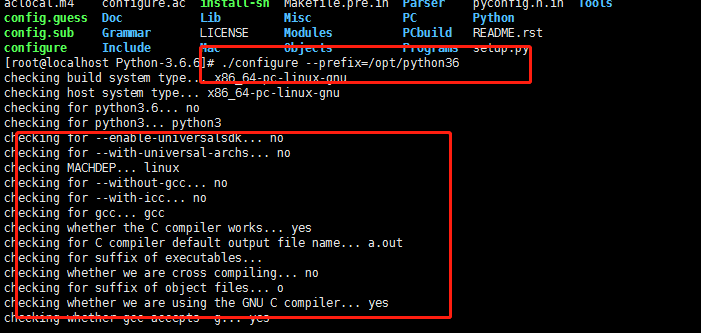 aclocal.m4 configure.ac install-sh Makefile.pre.in Parser pyconfig.h.in Tools
config.guess Doc Lib Misc PC Python
config.sub Grammar LICENSE Modules PCbuild README.rst
configure Include Mac Objects Programs setup.py
[root@localhost Python-3.6.6]# ./configure --prefix=/opt/python36
checking build system type... x86_64-pc-linux-gnu
checking host system type... x86_64-pc-linux-gnu
checking for python3.6... no
checking for python3... python3
checking for --enable-universalsdk... no
checking for --with-universal-archs... no
checking MACHDEP... linux
checking for --without-gcc... no
checking for --with-icc... no
checking for gcc... gcc
checking whether the C compiler works... yes
checking for C compiler default output file name... a.out
checking for suffix of executables...
checking whether we are cross compiling... no
checking for suffix of object files... o
checking whether we are using the GNU C compiler... yes
checking whether gcc accepts -g... yes